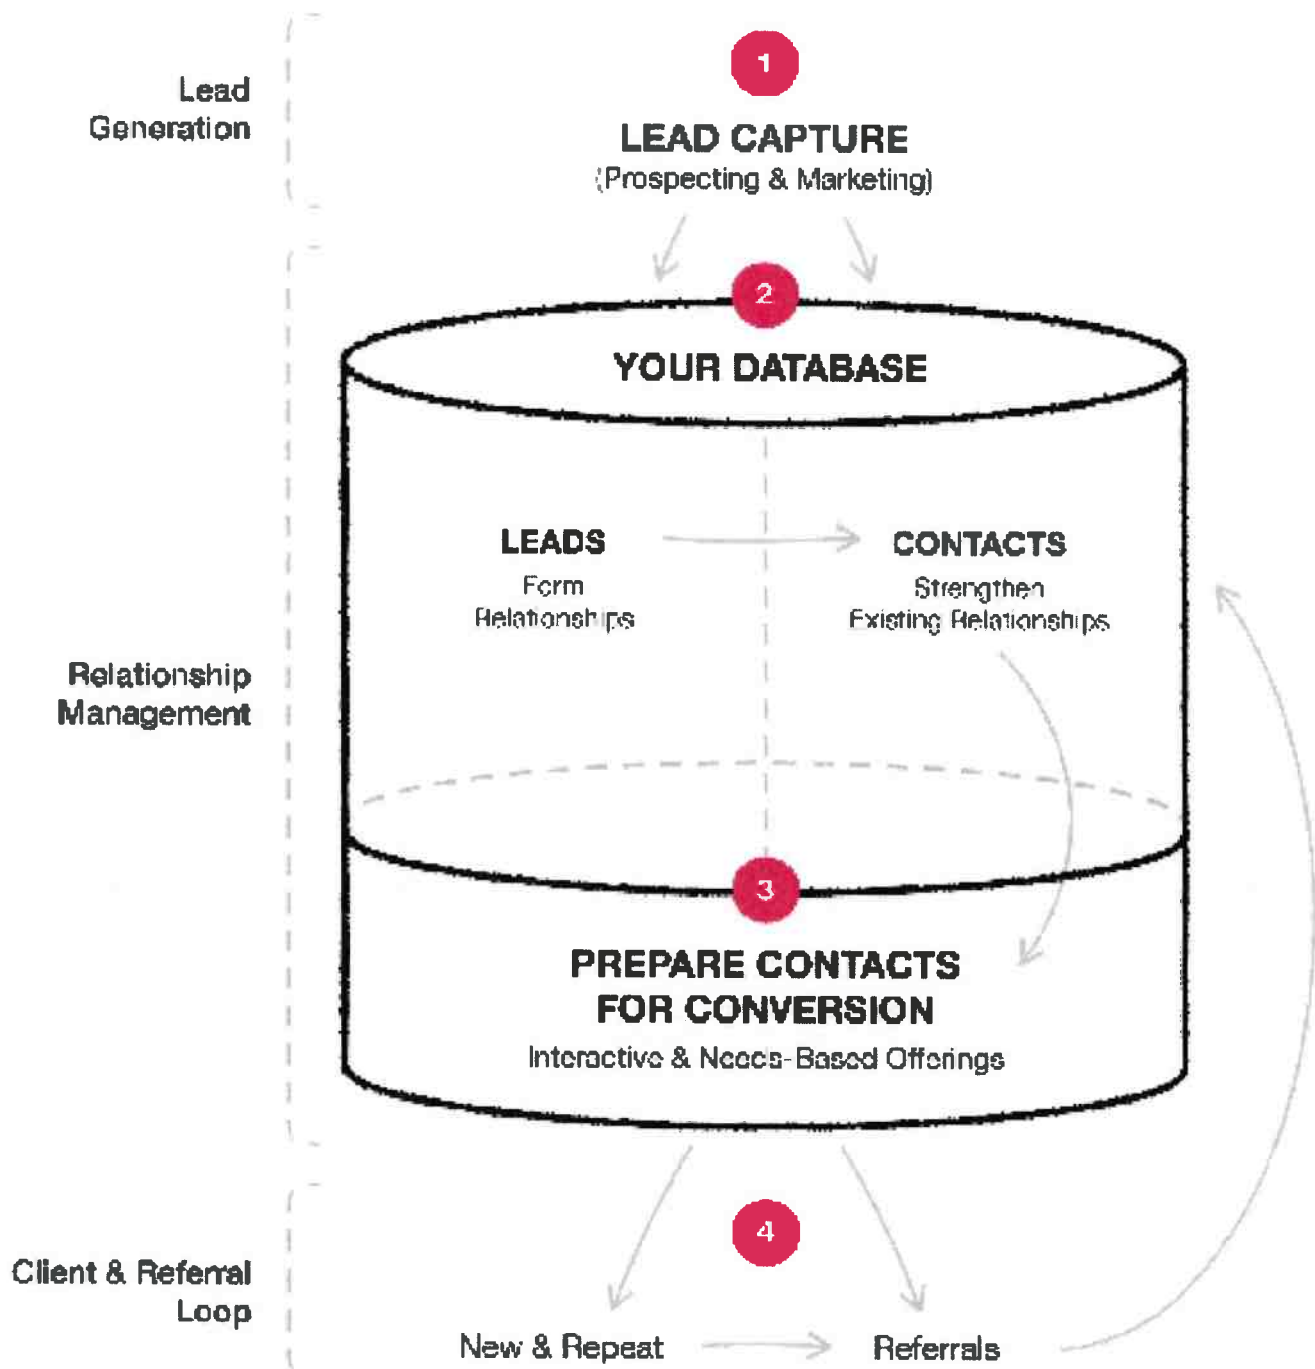 1
Lead
Generation
LEAD CAPTURE
(Prospecting & Marketing)
2
YOUR DATABASE
LEADS
Form
Relationships
CONTACTS
Strengthen
Existing Relationships
Relationship
Management
3
PREPARE CONTACTS
FOR CONVERSION
Interactive & Needs-Based Offerings
4
Client & Referral
Loop
New & Repeat
Referrals